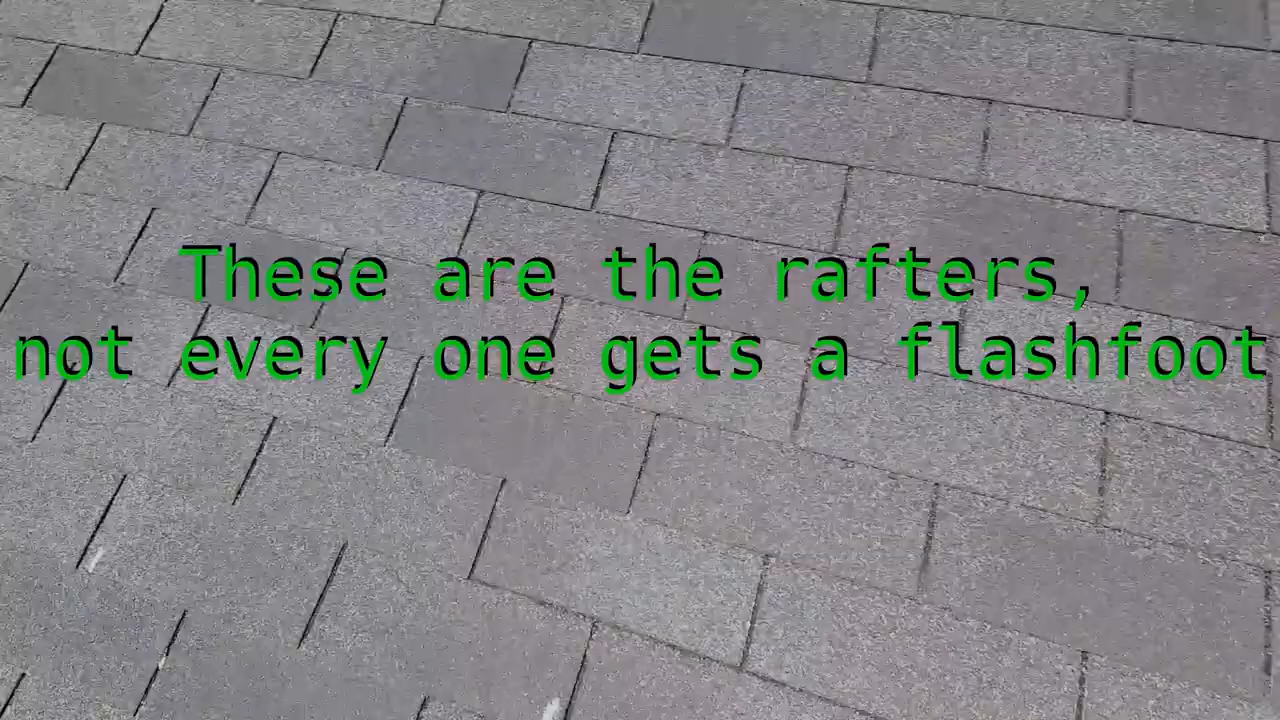 These are the rafters,
not every one gets a flashfoot